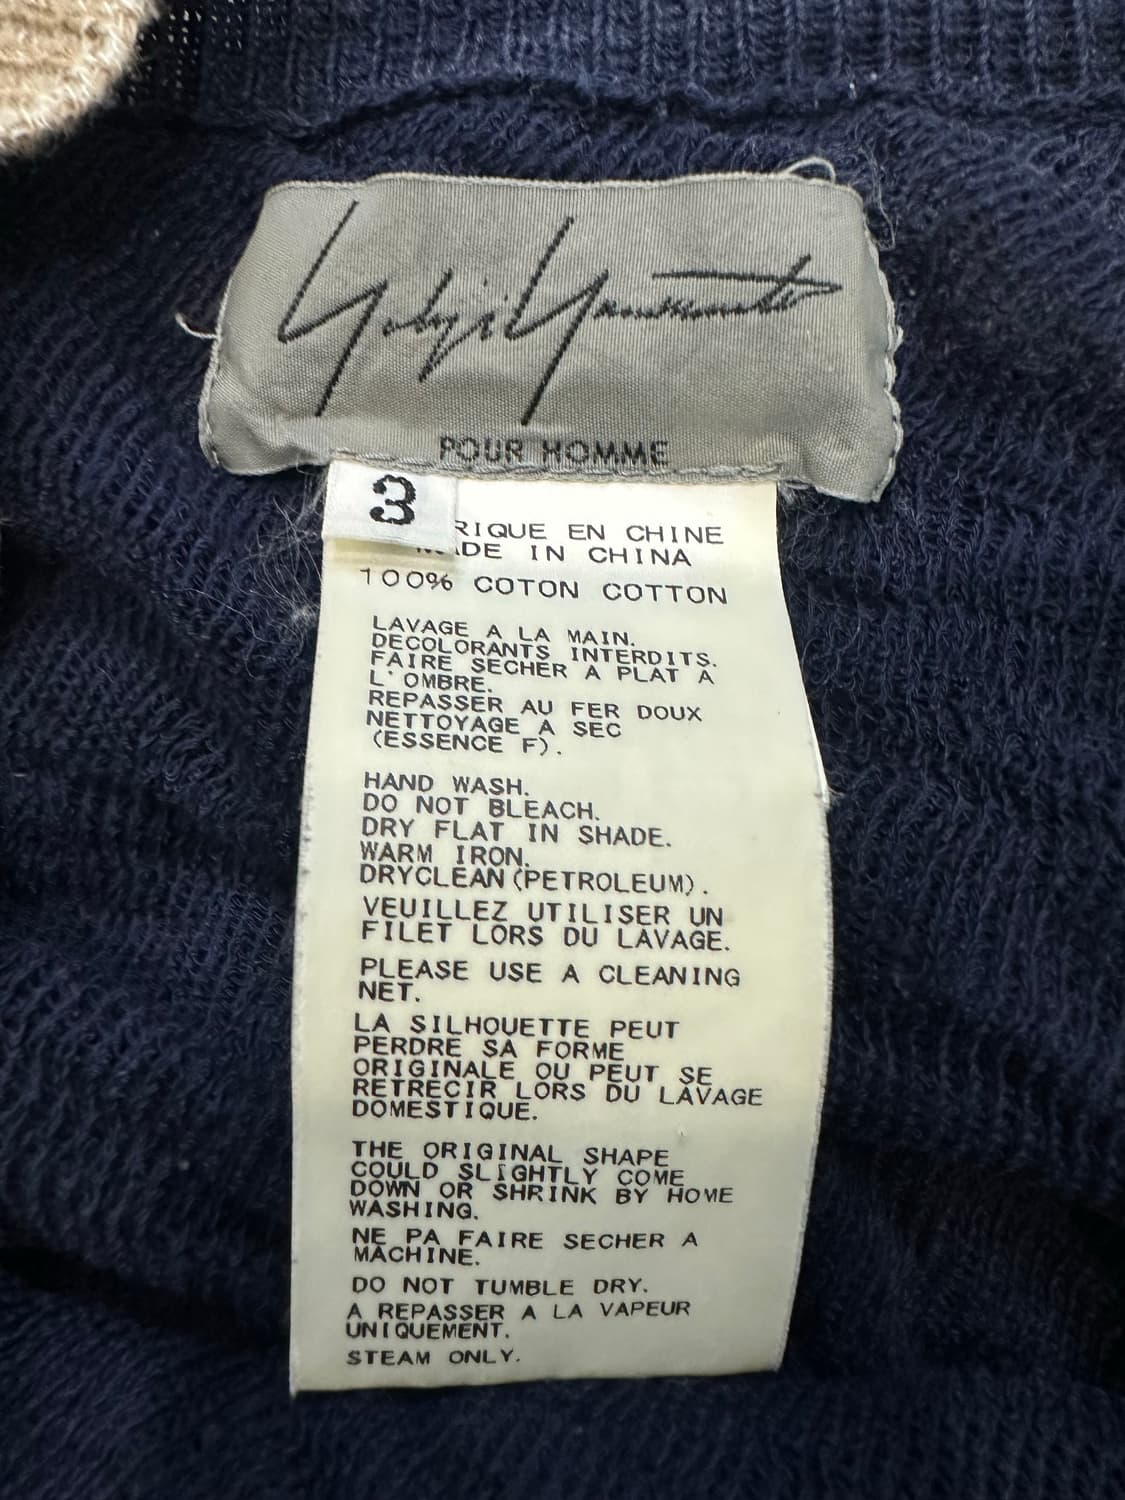 Yohji Yamamoto
POUR HOMME
3
RIQUE EN CHINE
MADE IN CHINA
100% COTON COTTON
LAVAGE A LA MAIN.
DECOLORANTS INTERDITS.
FAIRE SECHER A PLAT A
L'OMBRE.
REPASSER AU FER DOUX
NETTOYAGE A SEC
(ESSENCE F).
HAND WASH.
DO NOT BLEACH.
DRY FLAT IN SHADE.
WARM IRON.
DRYCLEAN(PETROLEUM).
VEUILLEZ UTILISER UN
FILET LORS DU LAVAGE.
PLEASE USE A CLEANING
NET.
LA SILHOUETTE PEUT
PERDRE SA FORME
ORIGINALE OU PEUT SE
RETRECIR LORS DU LAVAGE
DOMESTIQUE.
THE ORIGINAL SHAPE
COULD SLIGHTLY COME
DOWN OR SHRINK BY HOME
WASHING.
NE PA FAIRE SECHER A
MACHINE.
DO NOT TUMBLE DRY.
A REPASSER A LA VAPEUR
UNIQUEMENT.
STEAM ONLY.